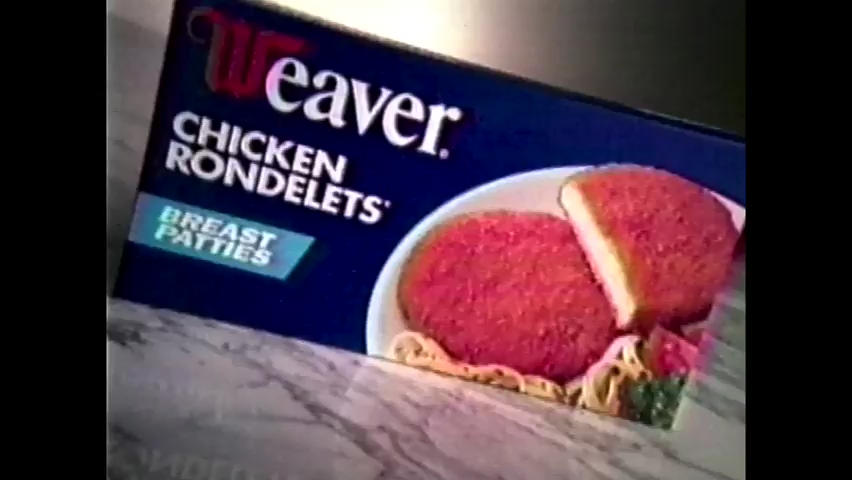 Weaver®
CHICKEN
RONDELETS
BREAST
PATTIES